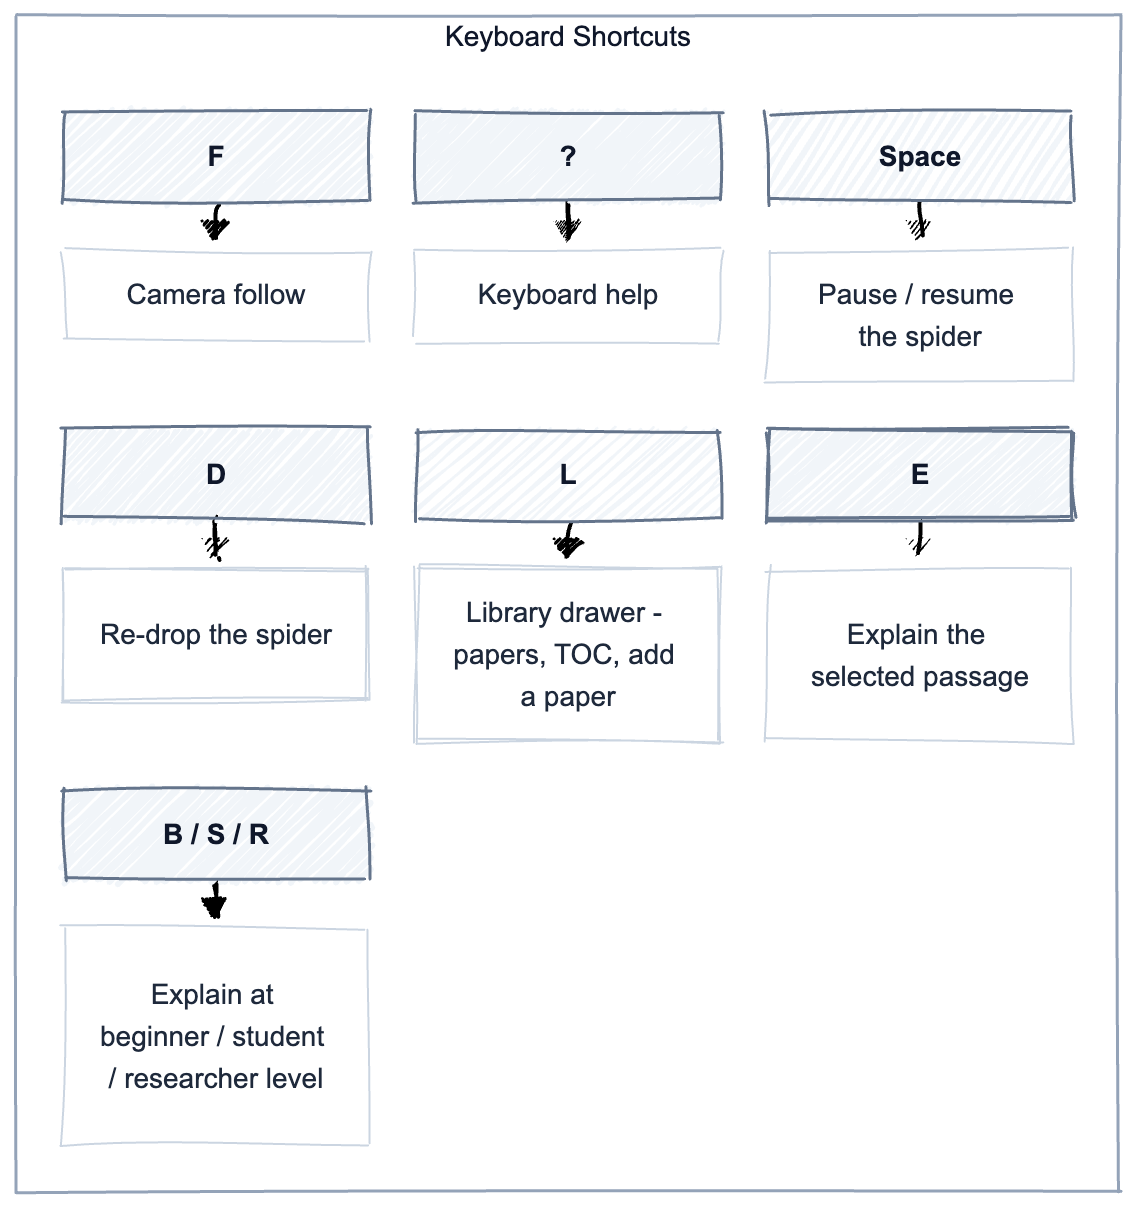 Keyboard Shortcuts
F
?
Space
Camera follow
Keyboard help
Pause / resume
the spider
D
L
E
Re-drop the spider
Library drawer -
papers, TOC, add
a paper
Explain the
selected passage
B / S / R
Explain at
beginner / student
/ researcher level